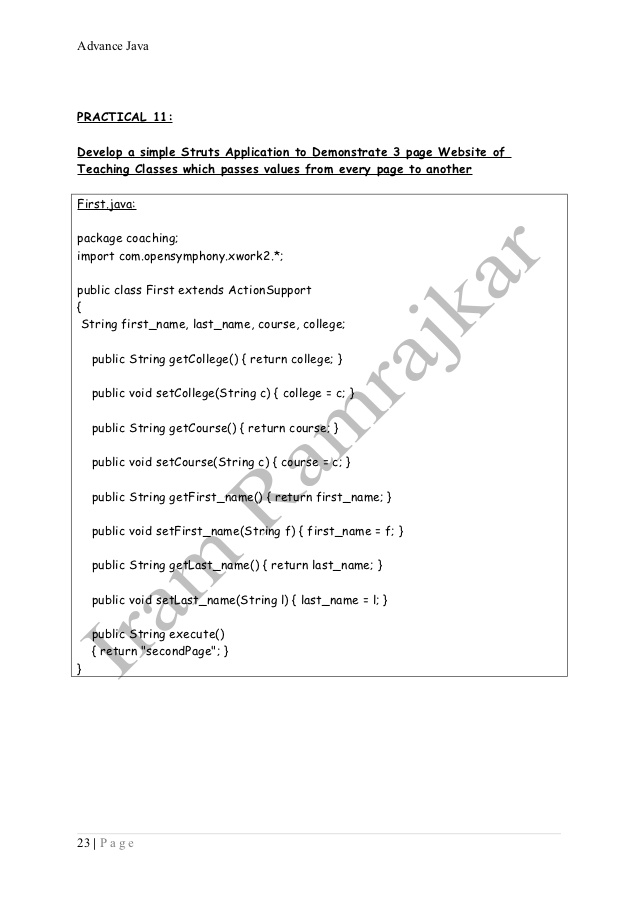 Advance Java
PRACTICAL 11:
Develop a simple Struts Application to Demonstrate 3 page Website of
Teaching Classes which passes values from every page to another
First.java:
package coaching;
import com.opensymphony.xwork2.*;
public class First extends ActionSupport
{
String first_name, last_name, course, college;
public String getCollege() { return college; }
public void setCollege(String c) { college = c; }
public String getCourse() { return course; }
public void setCourse(String c) { course = c; }
public String getFirst_name() { return first_name; }
public void setFirst_name(String f) { first_name = f; }
public String getLast_name() { return last_name; }
public void setLast_name(String l) { last_name = l; }
public String execute()
{ return "secondPage"; }
}
Iram Ramrajkar
23 | Page